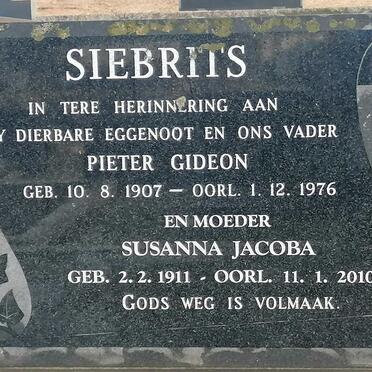 SIEBRITS
IN TERE HERINNERING AAN
DIERBARE EGGENOOT EN ONS VADER
PIETER GIDEON
GEB. 10. 8. 1907 — OORL. 1. 12. 1976
EN MOEDER
SUSANNA JACOBA
GEB. 2. 2. 1911 - OORL. 11. 1. 2010
GODS WEG IS VOLMAAK.